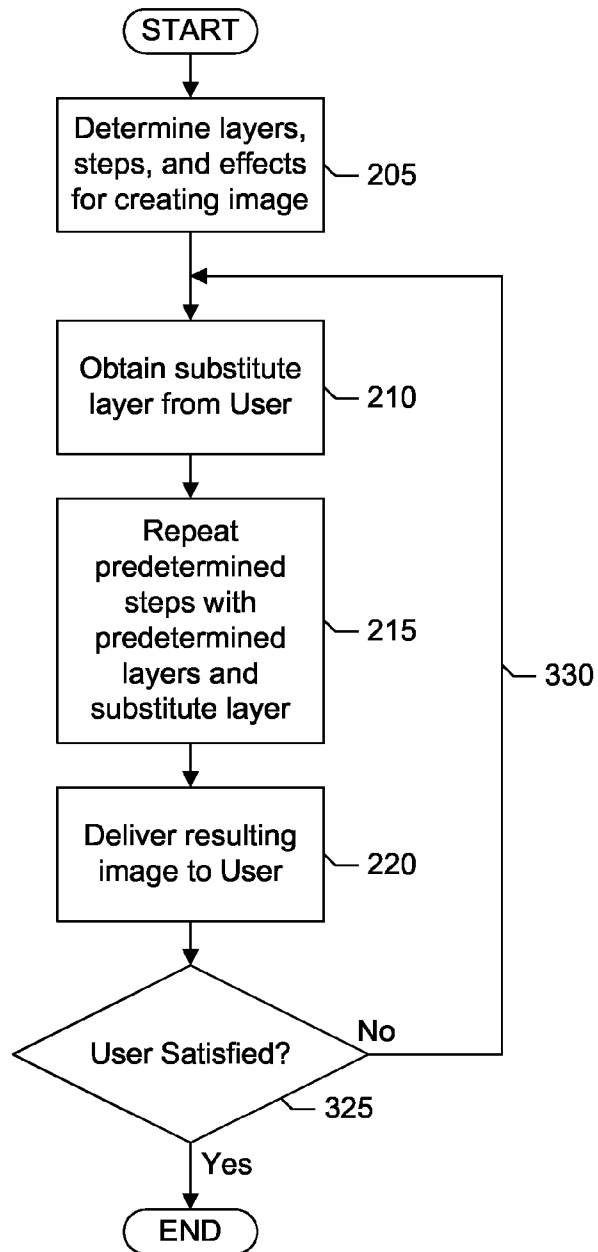 START
Determine layers,
steps, and effects
for creating image
205
Obtain substitute
layer from User
210
Repeat
predetermined
steps with
predetermined
layers and
substitute layer
215
330
Deliver resulting
image to User
220
User Satisfied?
No
325
Yes
END